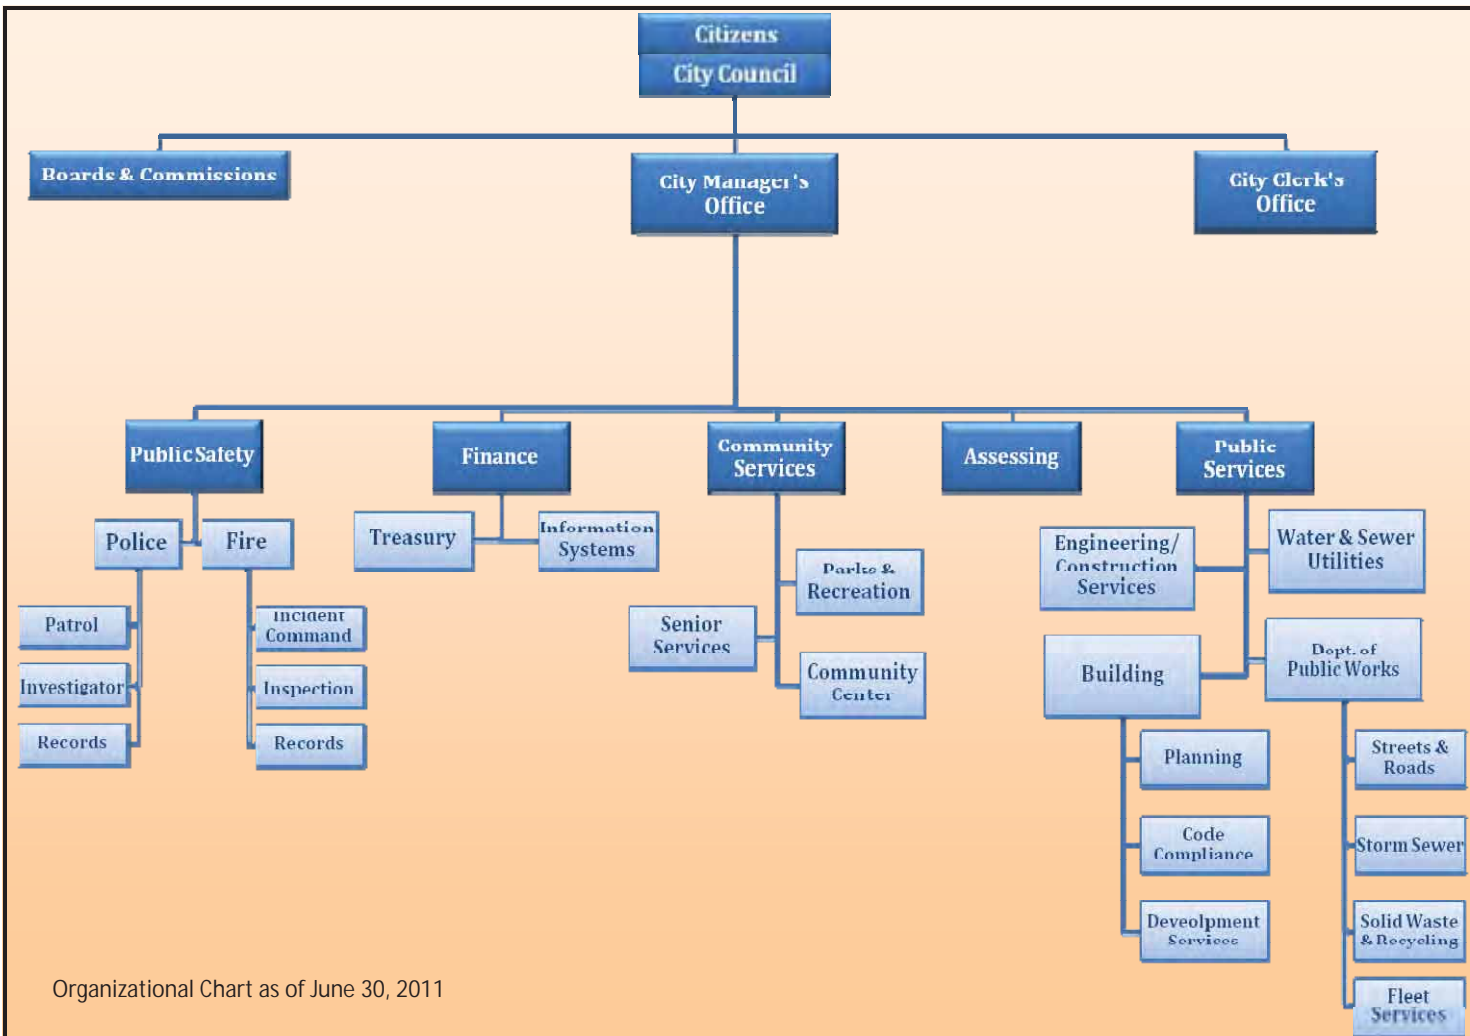 Citizens
City Council
Boards & Commissions
City Manager's
Office
City Clerk's
Office
Public Safety
Finance
Community
Services
Assessing
Public
Services
Police
Fire
Patrol
Investigator
Records
Incident
Command
Inspection
Records
Treasury
Information
Systems
Parks &
Recreation
Senior
Services
Community
Center
Engineering/
Construction
Services
Water & Sewer
Utilities
Building
Dept. of
Public Works
Planning
Code
Compliance
Deveolpment
Services
Streets &
Roads
Storm Sewer
Solid Waste
& Recycling
Fleet
Services
Organizational Chart as of June 30, 2011